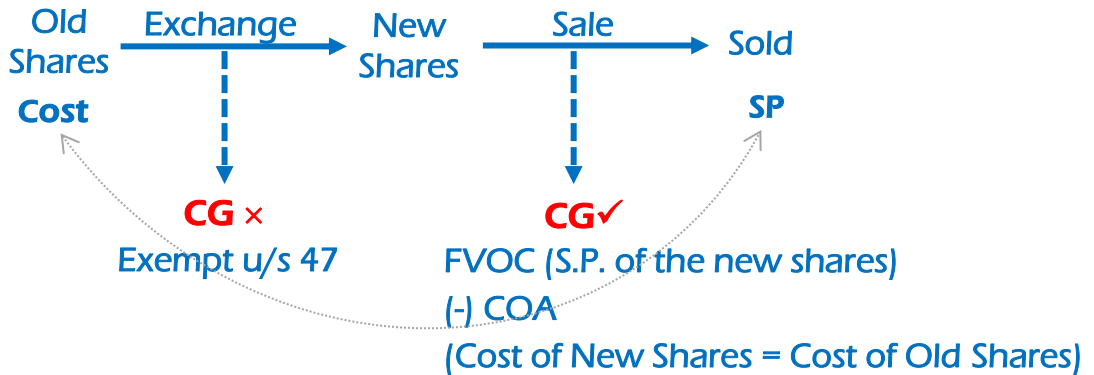 Old
Shares
Cost
Exchange
New
Shares
Sale
Sold
SP
CG ×
Exempt u/s 47
CG✓
FVOC (S.P. of the new shares)
(-) COA
(Cost of New Shares = Cost of Old Shares)